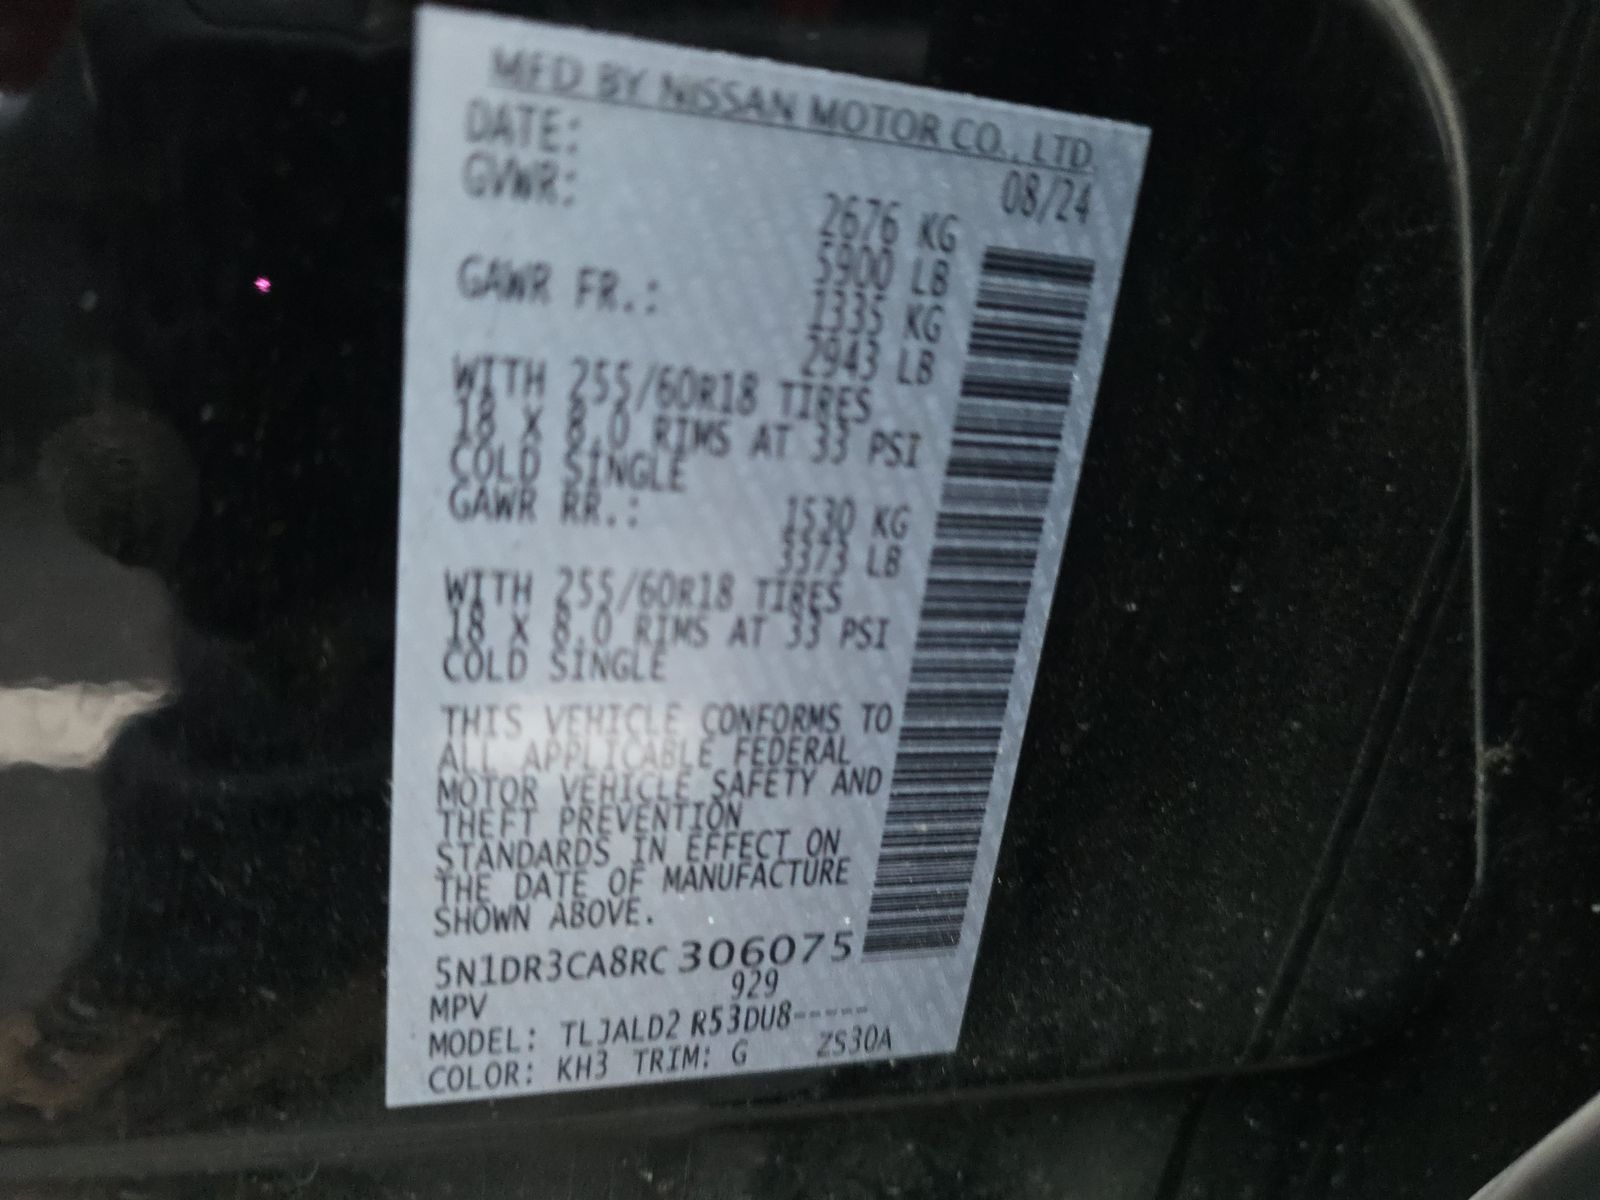 MFD BY NISSAN MOTOR CO., LTD.
DATE: 08/24
GVWR: 2676 KG
5900 LB
GAWR FR.: 1335 KG
2943 LB
WITH 255/60R18 TIRES
18 X 8.0 RIMS AT 33 PSI
COLD SINGLE
GAWR RR.: 1530 KG
3373 LB
WITH 255/60R18 TIRES
18 X 8.0 RIMS AT 33 PSI
COLD SINGLE
THIS VEHICLE CONFORMS TO
ALL APPLICABLE FEDERAL
MOTOR VEHICLE SAFETY AND
THEFT PREVENTION
STANDARDS IN EFFECT ON
THE DATE OF MANUFACTURE
SHOWN ABOVE.
5N1DR3CA8RC306075
MPV 929
MODEL: TLJALD2 R53DU8-----
COLOR: KH3 TRIM: G ZS30A